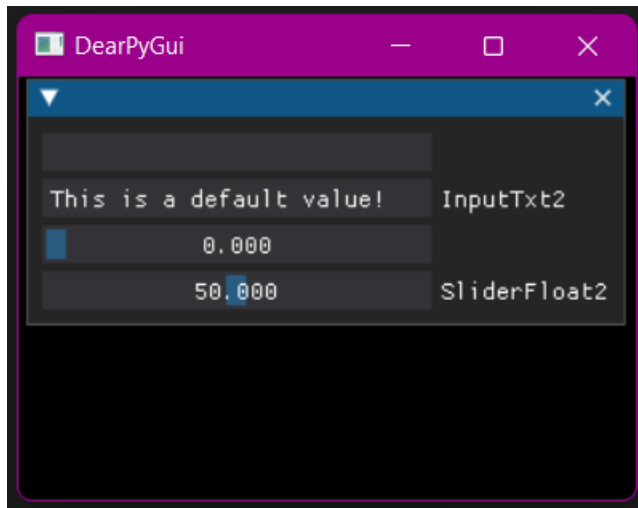 DearPyGui
This is a default value! InputTxt2
0.000
50.000 SliderFloat2